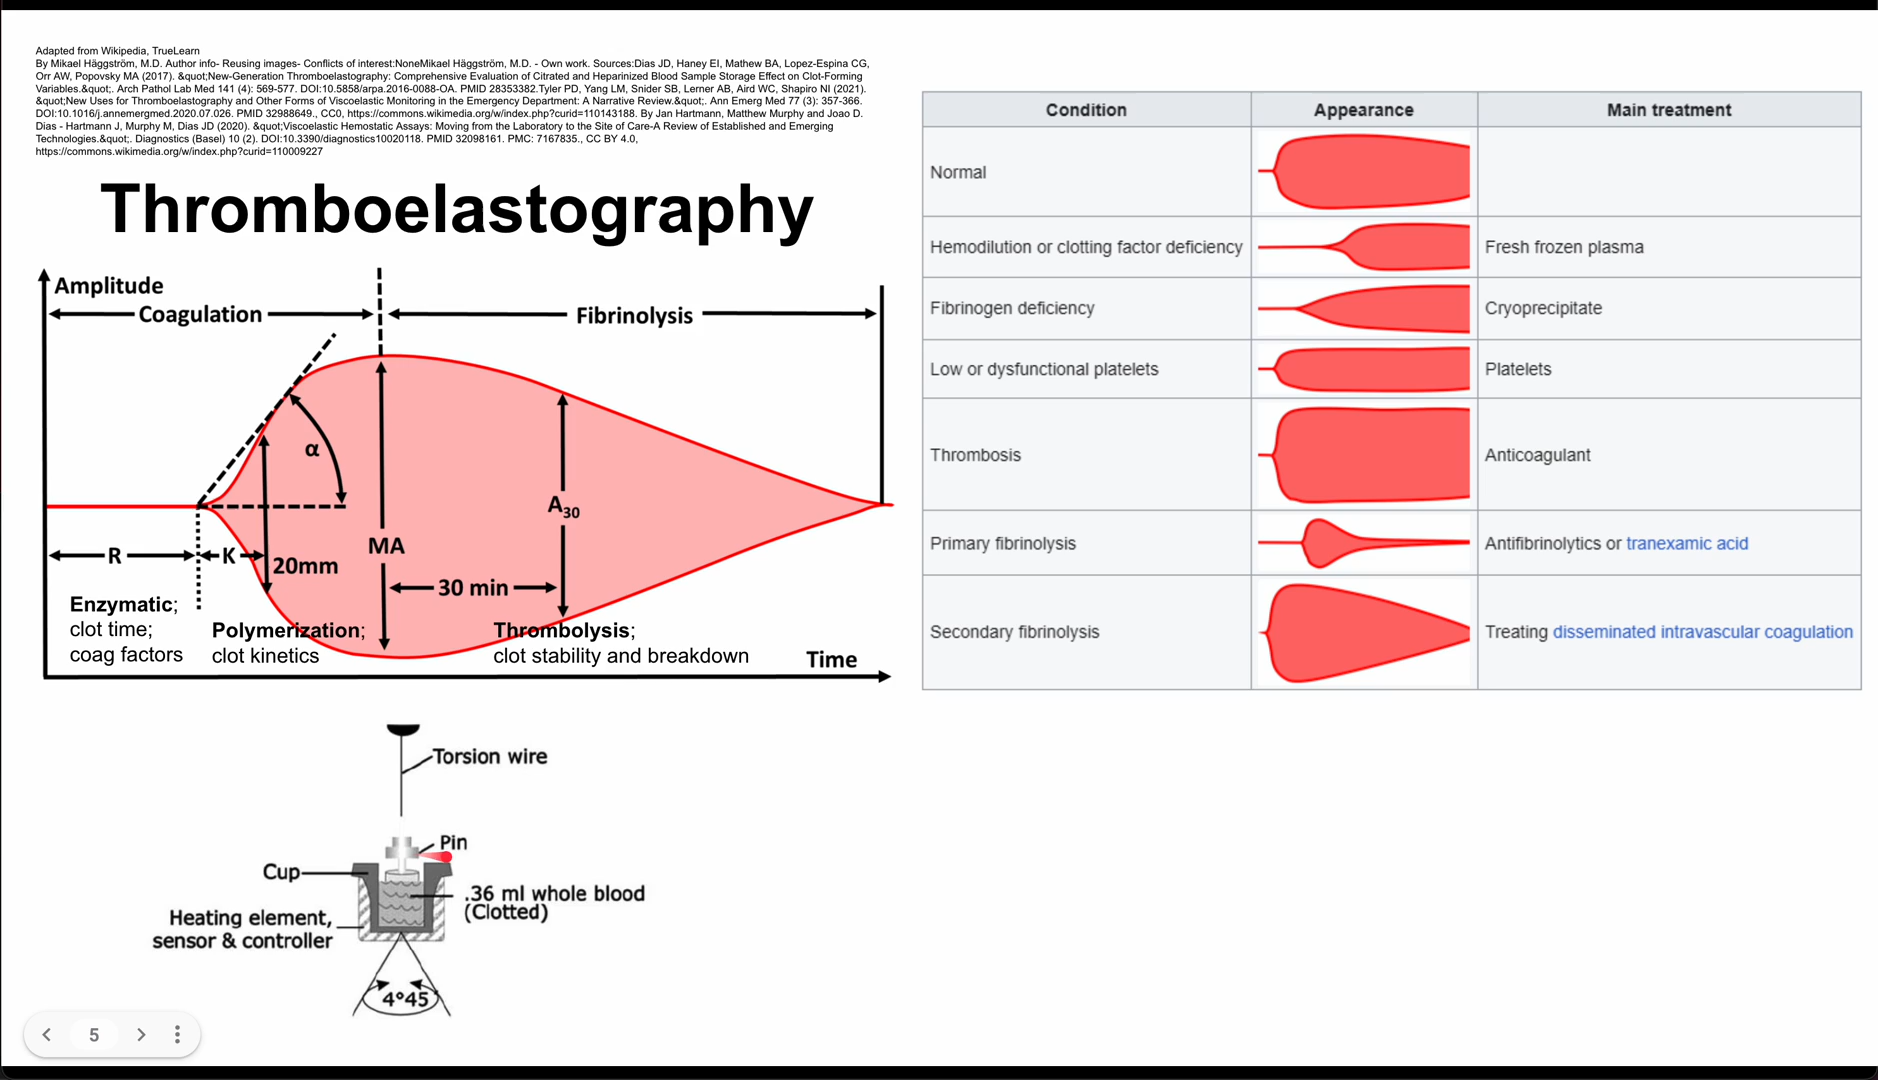 Adapted from Wikipedia, TrueLearn
By Mikael Häggström, M.D. Author info- Reusing images- Conflicts of interest:NoneMikael Häggström, M.D. - Own work. Sources:Dias JD, Haney EI, Mathew BA, Lopez-Espina CG,
Orr AW, Popovsky MA (2017). &quot;New-Generation Thromboelastography: Comprehensive Evaluation of Citrated and Heparinized Blood Sample Storage Effect on Clot-Forming
Variables.&quot;. Arch Pathol Lab Med 141 (4): 569-577. DOI:10.5858/arpa.2016-0088-OA. PMID 28353382.Tyler PD, Yang LM, Snider SB, Lerner AB, Aird WC, Shapiro NI (2021).
&quot;New Uses for Thromboelastography and Other Forms of Viscoelastic Monitoring in the Emergency Department: A Narrative Review.&quot;. Ann Emerg Med 77 (3): 357-366.
DOI:10.1016/j.annemergmed.2020.07.026. PMID 32988649., CC0, https://commons.wikimedia.org/w/index.php?curid=110143188. By Jan Hartmann, Matthew Murphy and Joao D.
Dias - Hartmann J, Murphy M, Dias JD (2020). &quot;Viscoelastic Hemostatic Assays: Moving from the Laboratory to the Site of Care-A Review of Established and Emerging
Technologies.&quot;. Diagnostics (Basel) 10 (2). DOI:10.3390/diagnostics10020118. PMID 32098161. PMC: 7167835., CC BY 4.0,
https://commons.wikimedia.org/w/index.php?curid=110009227
Thromboelastography
Amplitude
Coagulation
Fibrinolysis
α
A30
R
K
20mm
MA
30 min
Enzymatic;
clot time;
coag factors
Polymerization;
clot kinetics
Thrombolysis;
clot stability and breakdown
Time
Torsion wire
Pin
Cup
.36 ml whole blood
(Clotted)
Heating element,
sensor & controller
4°45
5
Condition Appearance Main treatment
Normal
Hemodilution or clotting factor deficiency Fresh frozen plasma
Fibrinogen deficiency Cryoprecipitate
Low or dysfunctional platelets Platelets
Thrombosis Anticoagulant
Primary fibrinolysis Antifibrinolytics or tranexamic acid
Secondary fibrinolysis Treating disseminated intravascular coagulation